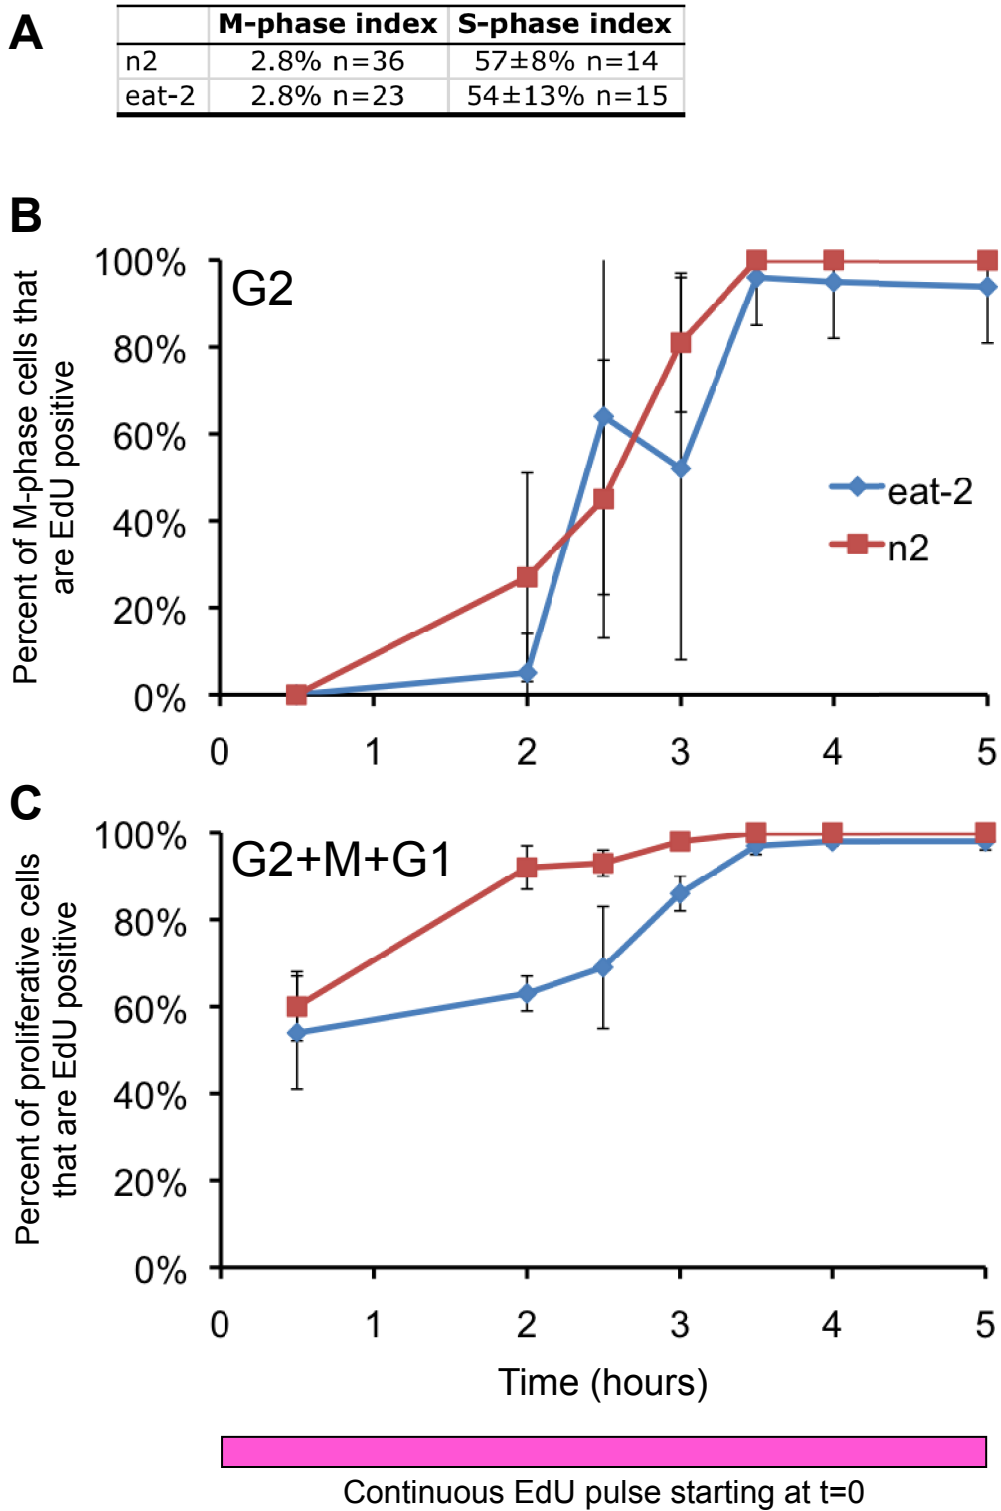 A
M-phase index S-phase index
n2 2.8% n=36 57±8% n=14
eat-2 2.8% n=23 54±13% n=15
B
Percent of M-phase cells that
are EdU positive
100%
80%
60%
40%
20%
0%
G2
eat-2
n2
0 1 2 3 4 5
C
Percent of proliferative cells
that are EdU positive
100%
80%
60%
40%
20%
0%
G2+M+G1
0 1 2 3 4 5
Time (hours)
Continuous EdU pulse starting at t=0